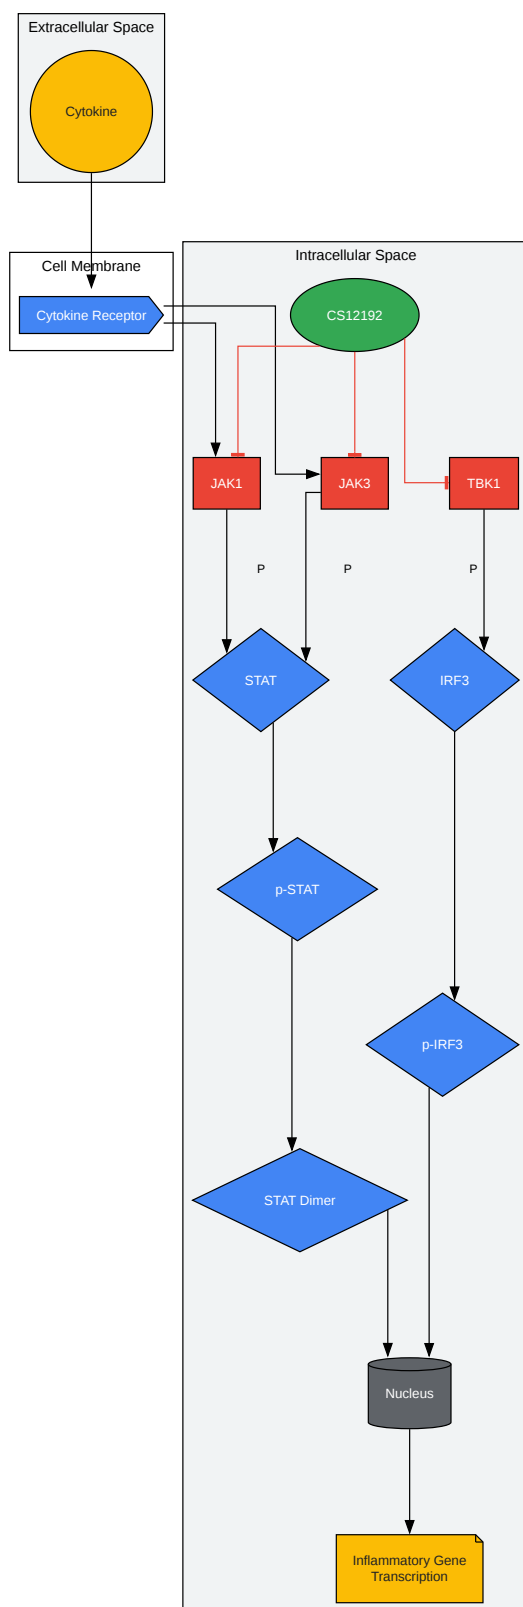 Extracellular Space
Cytokine
Cell Membrane
Cytokine Receptor
Intracellular Space
CS12192
JAK1
JAK3
TBK1
P
P
P
STAT
IRF3
p-STAT
p-IRF3
STAT Dimer
Nucleus
Inflammatory Gene
Transcription